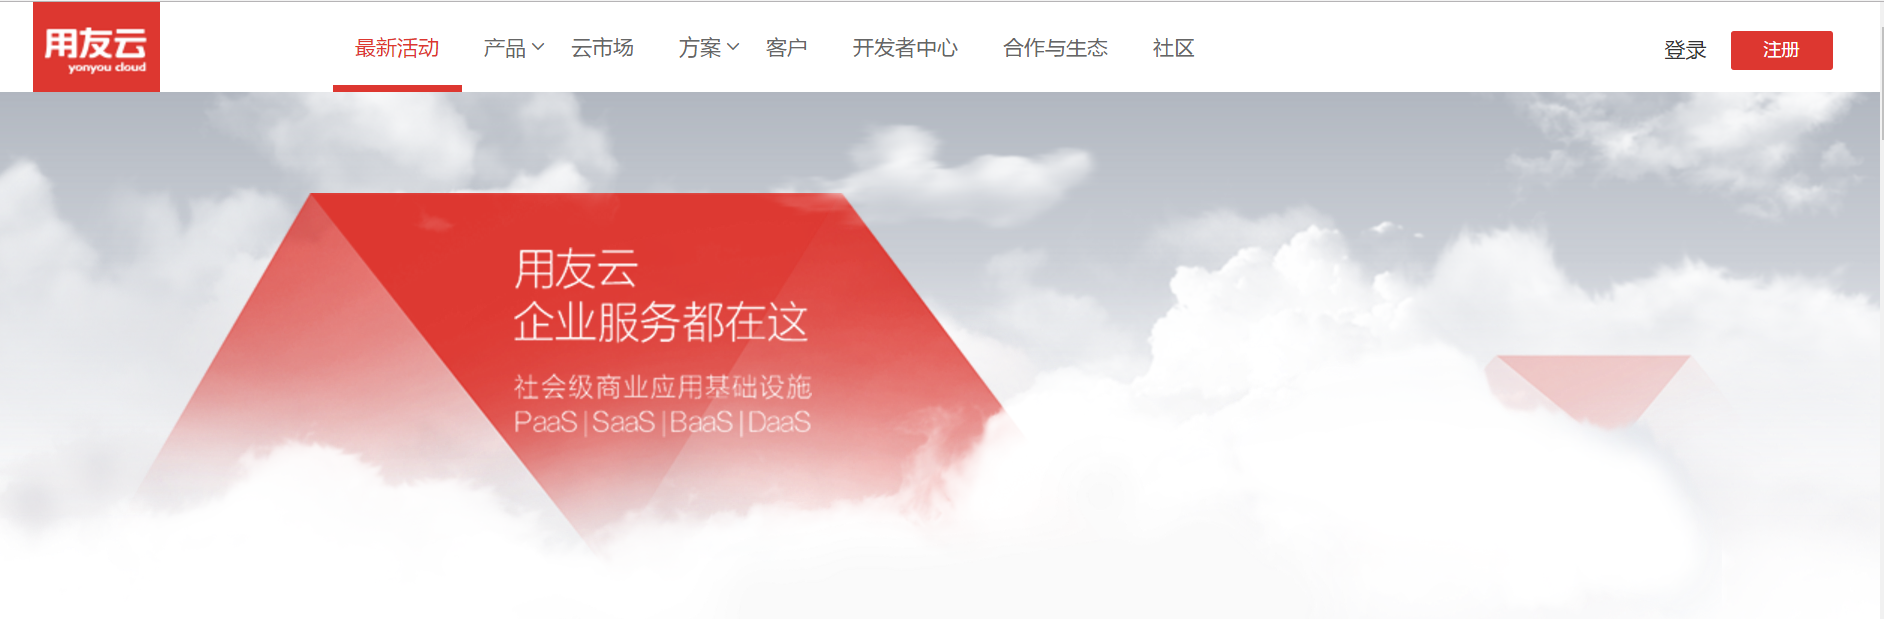 用友云
yonyou cloud
最新活动 产品 云市场 方案 客户 开发者中心 合作与生态 社区 登录 注册
用友云
企业服务都在这
社会级商业应用基础设施
PaaS|SaaS|BaaS|DaaS